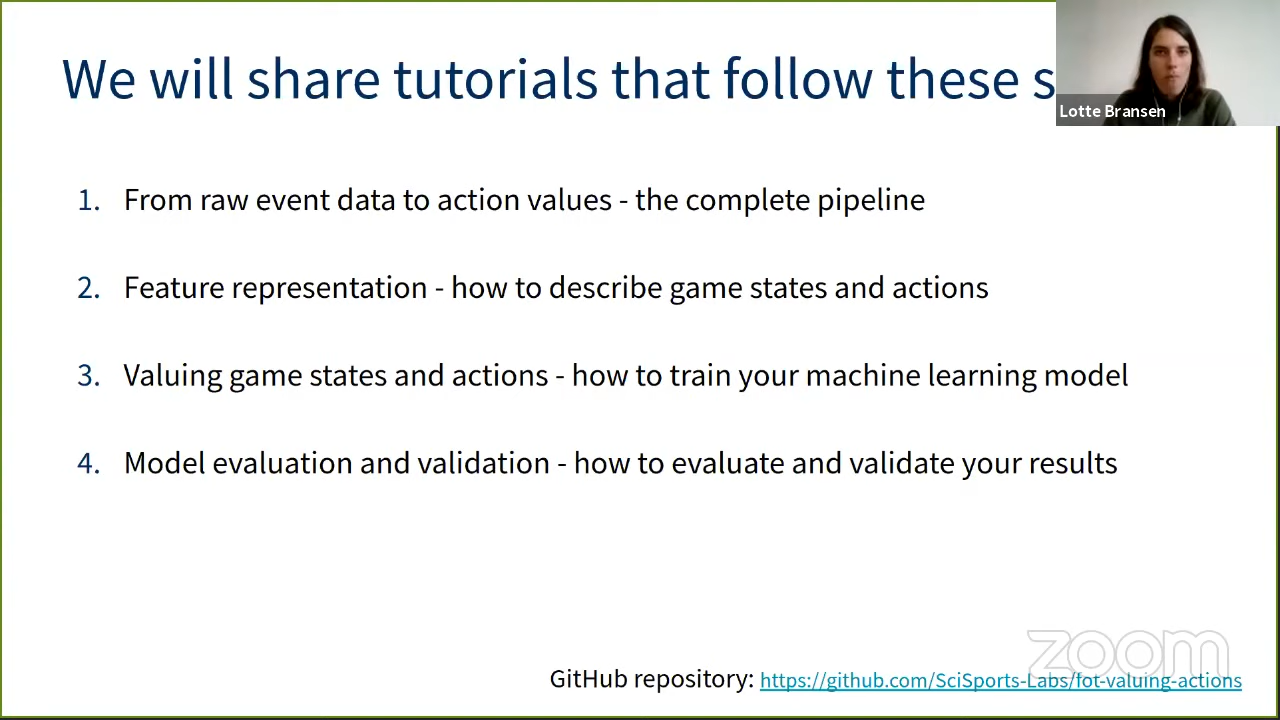 We will share tutorials that follow these s
Lotte Bransen
1. From raw event data to action values - the complete pipeline
2. Feature representation - how to describe game states and actions
3. Valuing game states and actions - how to train your machine learning model
4. Model evaluation and validation - how to evaluate and validate your results
zoom
GitHub repository: https://github.com/SciSports-Labs/fot-valuing-actions